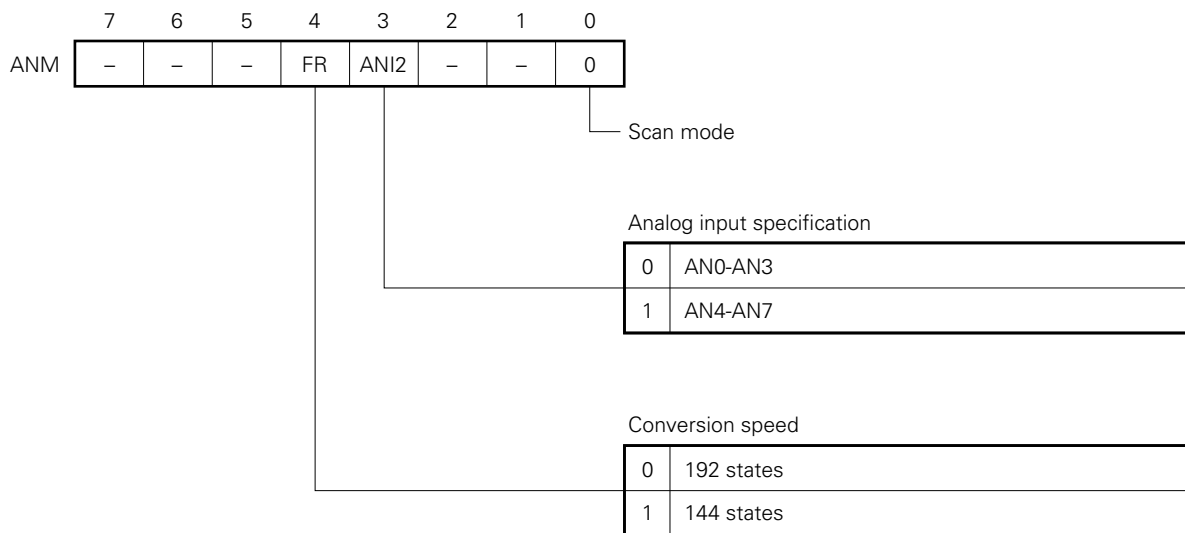 7 6 5 4 3 2 1 0
ANM – – – FR ANI2 – – 0
Scan mode
Analog input specification
0 AN0-AN3
1 AN4-AN7
Conversion speed
0 192 states
1 144 states